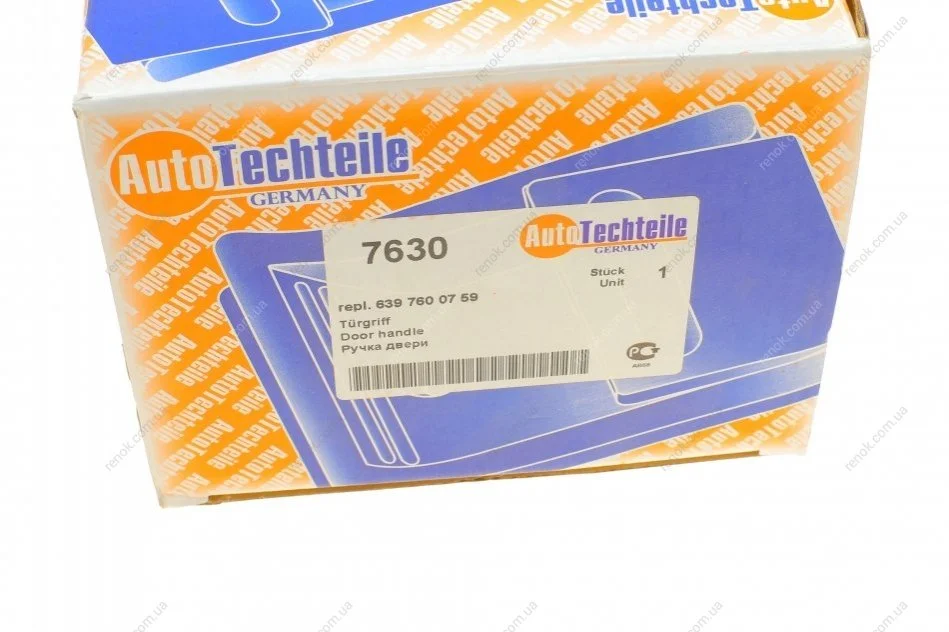 AutoTechteile
AutoTechteile
GERMANY
7630
AutoTechteile
GERMANY
Stück 1
Unit
repl. 639 760 07 59
Türgriff
Door handle
Ручка двери
renok.com.ua